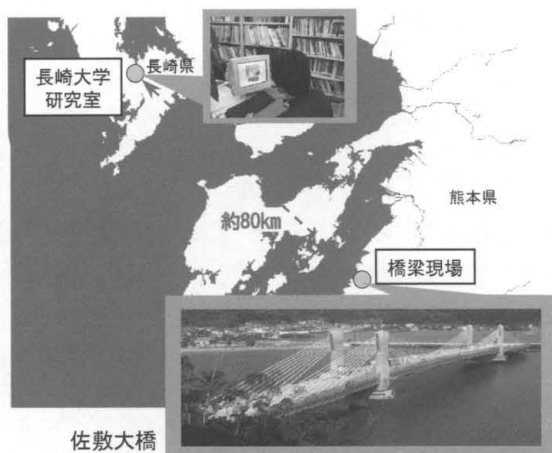 長崎大学
研究室
長崎県
約80km
熊本県
橋梁現場
佐敷大橋